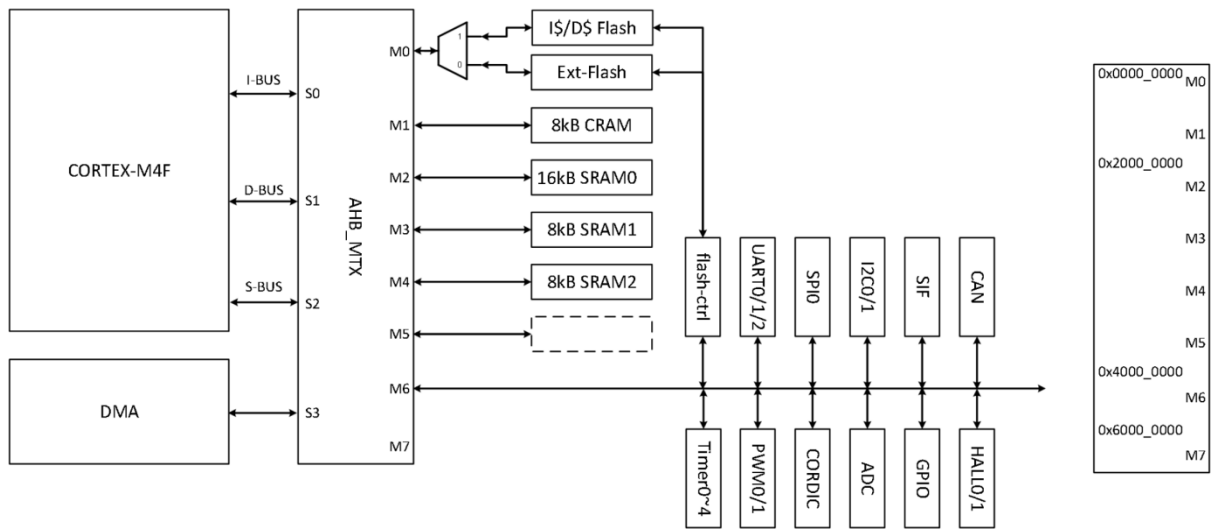 CORTEX-M4F
DMA
I-BUS
D-BUS
S-BUS
S0
S1
S2
S3
AHB_MTX
M0
M1
M2
M3
M4
M5
M6
M7
1
0
I$/D$ Flash
Ext-Flash
8kB CRAM
16kB SRAM0
8kB SRAM1
8kB SRAM2
flash-ctrl
UART0/1/2
SPI0
I2C0/1
SIF
CAN
Timer0~4
PWM0/1
CORDIC
ADC
GPIO
HALL0/1
0x0000_0000
M0
M1
0x2000_0000
M2
M3
M4
M5
0x4000_0000
M6
0x6000_0000
M7